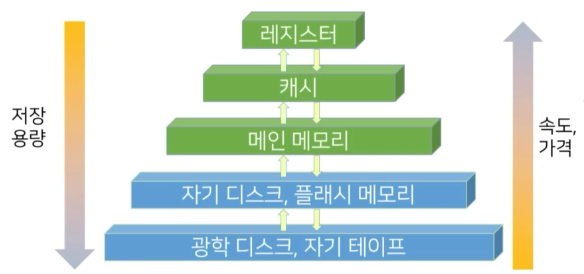 레지스터
캐시
메인 메모리
자기 디스크, 플래시 메모리
광학 디스크, 자기 테이프
저장
용량
속도,
가격